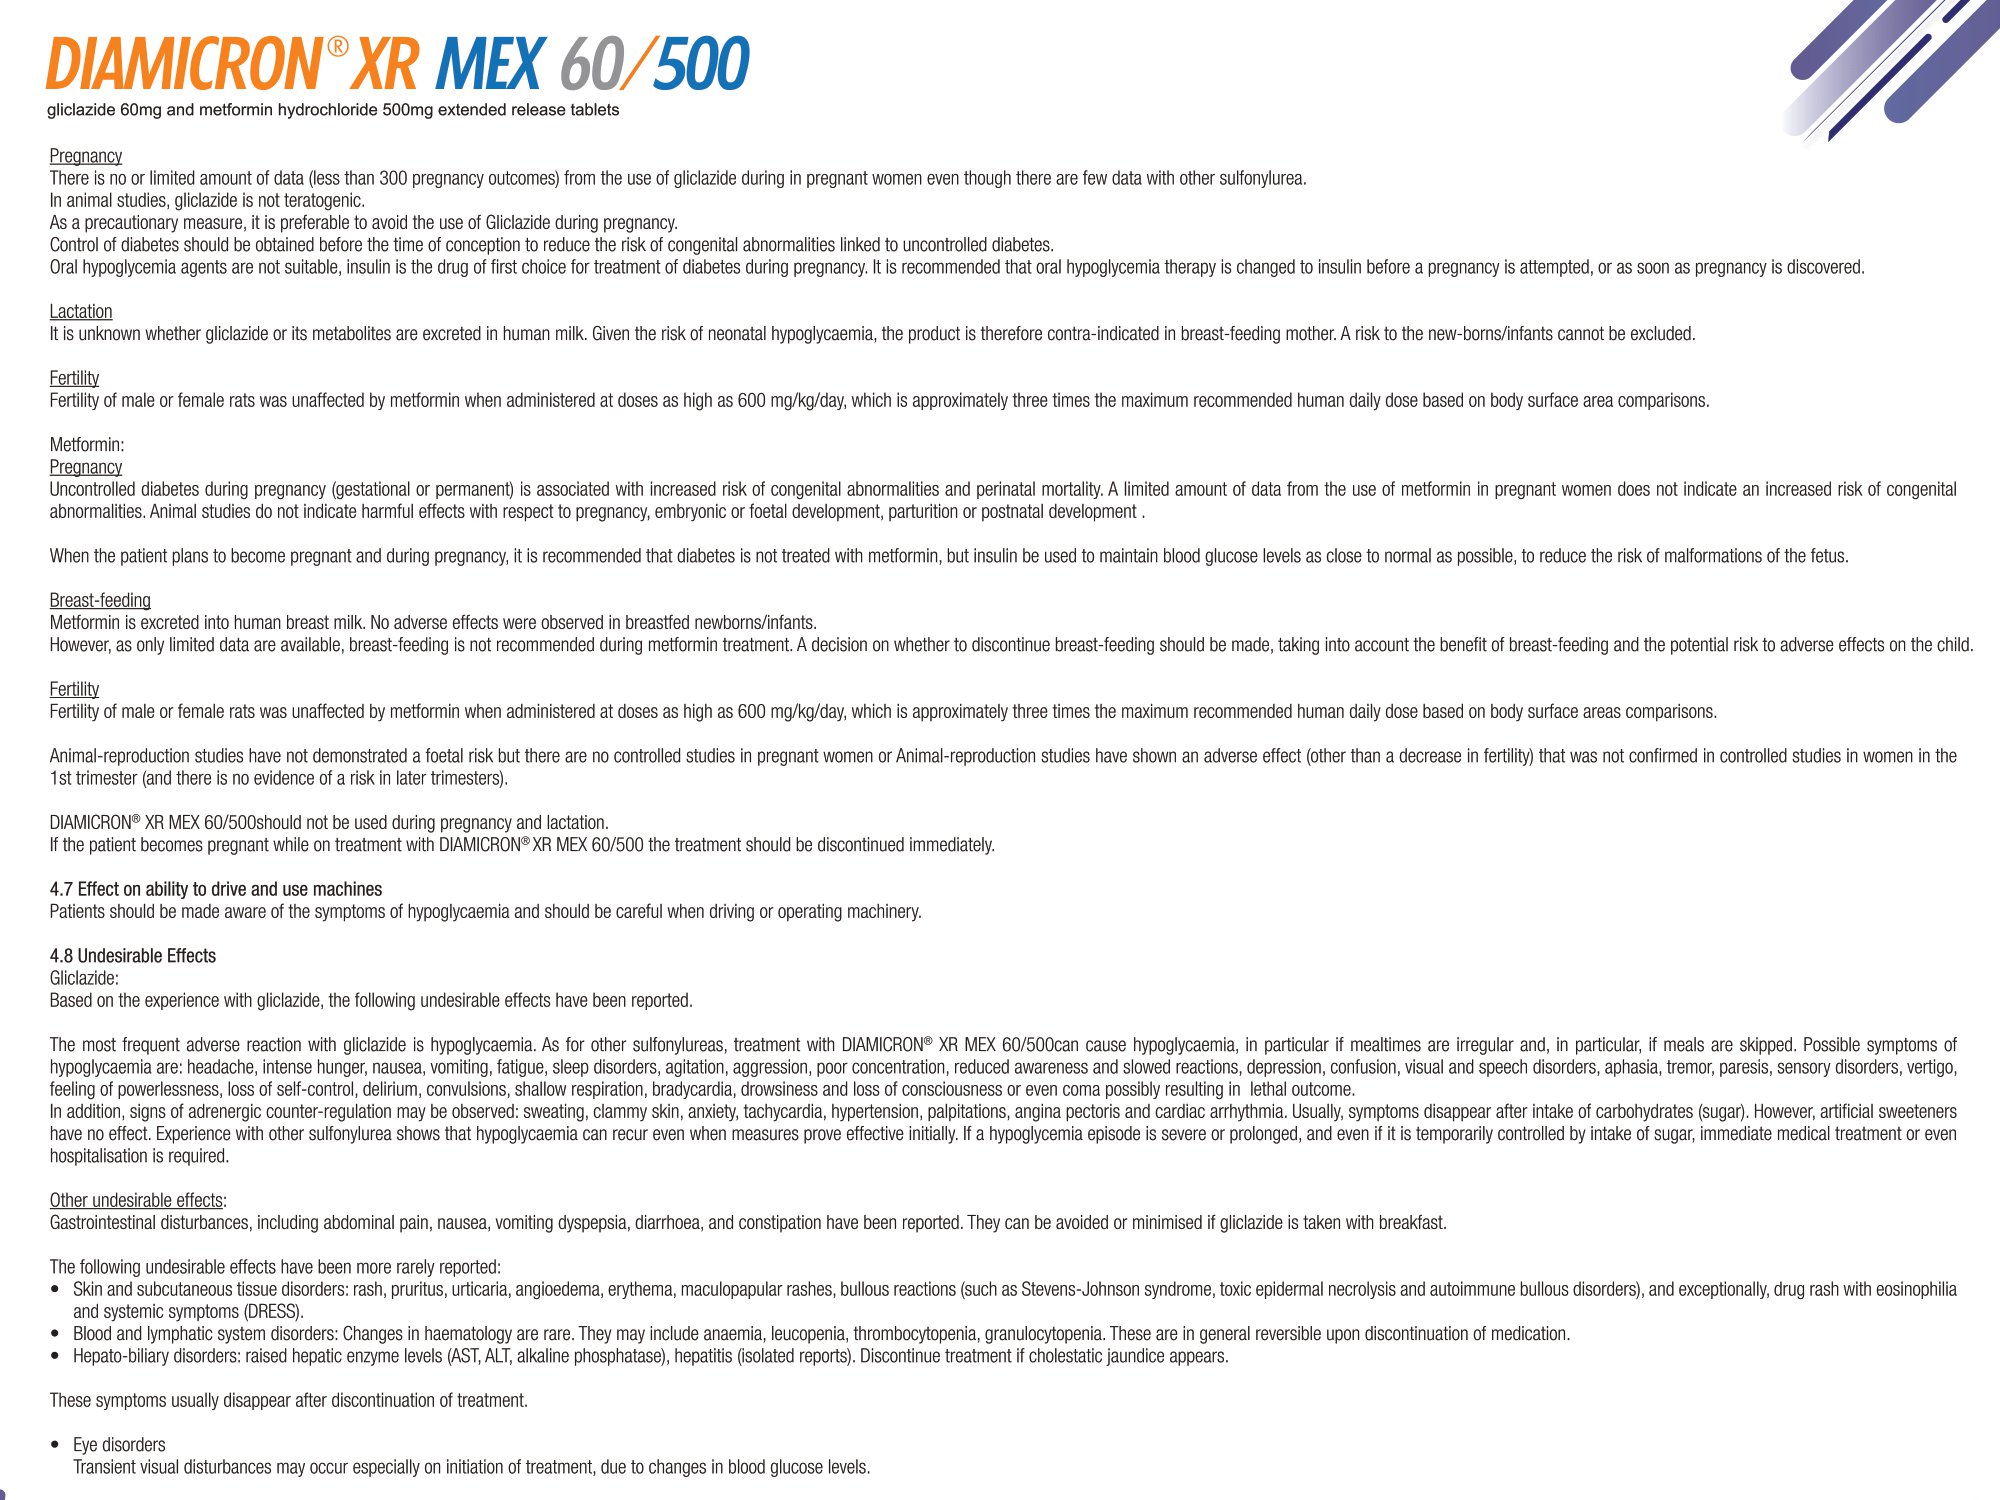 DIAMICRON® XR MEX 60/500
gliclazide 60mg and metformin hydrochloride 500mg extended release tablets
Pregnancy
There is no or limited amount of data (less than 300 pregnancy outcomes) from the use of gliclazide during in pregnant women even though there are few data with other sulfonylurea.
In animal studies, gliclazide is not teratogenic.
As a precautionary measure, it is preferable to avoid the use of Gliclazide during pregnancy.
Control of diabetes should be obtained before the time of conception to reduce the risk of congenital abnormalities linked to uncontrolled diabetes.
Oral hypoglycemia agents are not suitable, insulin is the drug of first choice for treatment of diabetes during pregnancy. It is recommended that oral hypoglycemia therapy is changed to insulin before a pregnancy is attempted, or as soon as pregnancy is discovered.
Lactation
It is unknown whether gliclazide or its metabolites are excreted in human milk. Given the risk of neonatal hypoglycaemia, the product is therefore contra-indicated in breast-feeding mother. A risk to the new-borns/infants cannot be excluded.
Fertility
Fertility of male or female rats was unaffected by metformin when administered at doses as high as 600 mg/kg/day, which is approximately three times the maximum recommended human daily dose based on body surface area comparisons.
Metformin:
Pregnancy
Uncontrolled diabetes during pregnancy (gestational or permanent) is associated with increased risk of congenital abnormalities and perinatal mortality. A limited amount of data from the use of metformin in pregnant women does not indicate an increased risk of congenital
abnormalities. Animal studies do not indicate harmful effects with respect to pregnancy, embryonic or foetal development, parturition or postnatal development .
When the patient plans to become pregnant and during pregnancy, it is recommended that diabetes is not treated with metformin, but insulin be used to maintain blood glucose levels as close to normal as possible, to reduce the risk of malformations of the fetus.
Breast-feeding
Metformin is excreted into human breast milk. No adverse effects were observed in breastfed newborns/infants.
However, as only limited data are available, breast-feeding is not recommended during metformin treatment. A decision on whether to discontinue breast-feeding should be made, taking into account the benefit of breast-feeding and the potential risk to adverse effects on the child.
Fertility
Fertility of male or female rats was unaffected by metformin when administered at doses as high as 600 mg/kg/day, which is approximately three times the maximum recommended human daily dose based on body surface areas comparisons.
Animal-reproduction studies have not demonstrated a foetal risk but there are no controlled studies in pregnant women or Animal-reproduction studies have shown an adverse effect (other than a decrease in fertility) that was not confirmed in controlled studies in women in the
1st trimester (and there is no evidence of a risk in later trimesters).
DIAMICRON® XR MEX 60/500should not be used during pregnancy and lactation.
If the patient becomes pregnant while on treatment with DIAMICRON® XR MEX 60/500 the treatment should be discontinued immediately.
4.7 Effect on ability to drive and use machines
Patients should be made aware of the symptoms of hypoglycaemia and should be careful when driving or operating machinery.
4.8 Undesirable Effects
Gliclazide:
Based on the experience with gliclazide, the following undesirable effects have been reported.
The most frequent adverse reaction with gliclazide is hypoglycaemia. As for other sulfonylureas, treatment with DIAMICRON® XR MEX 60/500can cause hypoglycaemia, in particular if mealtimes are irregular and, in particular, if meals are skipped. Possible symptoms of
hypoglycaemia are: headache, intense hunger, nausea, vomiting, fatigue, sleep disorders, agitation, aggression, poor concentration, reduced awareness and slowed reactions, depression, confusion, visual and speech disorders, aphasia, tremor, paresis, sensory disorders, vertigo,
feeling of powerlessness, loss of self-control, delirium, convulsions, shallow respiration, bradycardia, drowsiness and loss of consciousness or even coma possibly resulting in lethal outcome.
In addition, signs of adrenergic counter-regulation may be observed: sweating, clammy skin, anxiety, tachycardia, hypertension, palpitations, angina pectoris and cardiac arrhythmia. Usually, symptoms disappear after intake of carbohydrates (sugar). However, artificial sweeteners
have no effect. Experience with other sulfonylurea shows that hypoglycaemia can recur even when measures prove effective initially. If a hypoglycemia episode is severe or prolonged, and even if it is temporarily controlled by intake of sugar, immediate medical treatment or even
hospitalisation is required.
Other undesirable effects:
Gastrointestinal disturbances, including abdominal pain, nausea, vomiting dyspepsia, diarrhoea, and constipation have been reported. They can be avoided or minimised if gliclazide is taken with breakfast.
The following undesirable effects have been more rarely reported:
• Skin and subcutaneous tissue disorders: rash, pruritus, urticaria, angioedema, erythema, maculopapular rashes, bullous reactions (such as Stevens-Johnson syndrome, toxic epidermal necrolysis and autoimmune bullous disorders), and exceptionally, drug rash with eosinophilia
and systemic symptoms (DRESS).
• Blood and lymphatic system disorders: Changes in haematology are rare. They may include anaemia, leucopenia, thrombocytopenia, granulocytopenia. These are in general reversible upon discontinuation of medication.
• Hepato-biliary disorders: raised hepatic enzyme levels (AST, ALT, alkaline phosphatase), hepatitis (isolated reports). Discontinue treatment if cholestatic jaundice appears.
These symptoms usually disappear after discontinuation of treatment.
• Eye disorders
Transient visual disturbances may occur especially on initiation of treatment, due to changes in blood glucose levels.